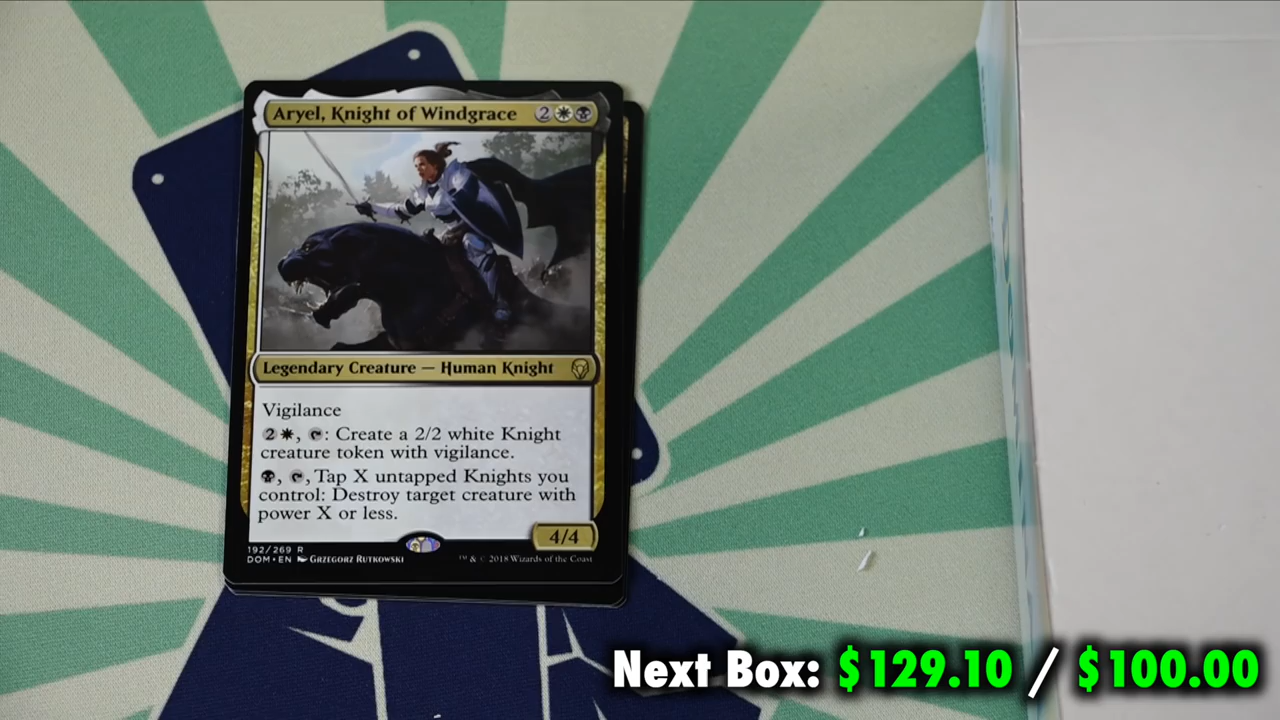 Aryel, Knight of Windgrace 2
Legendary Creature — Human Knight
Vigilance
2, : Create a 2/2 white Knight
creature token with vigilance.
, , Tap X untapped Knights you
control: Destroy target creature with
power X or less.
4/4
192/269 R
DOM • EN Grzegorz Rutkowski
™ & © 2018 Wizards of the Coast
Next Box: $129.10 / $100.00